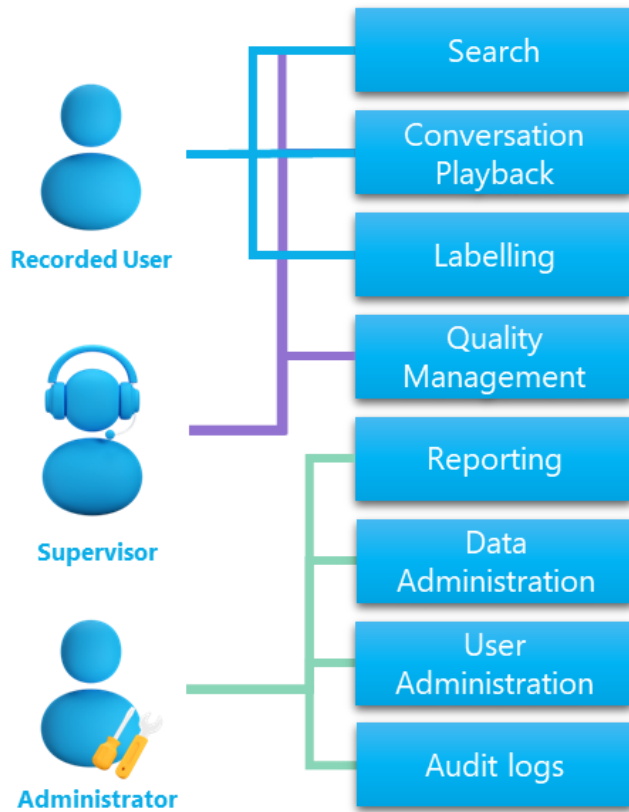 Search
Conversation
Playback
Recorded User
Labelling
Quality
Management
Reporting
Supervisor
Data
Administration
User
Administration
Audit logs
Administrator